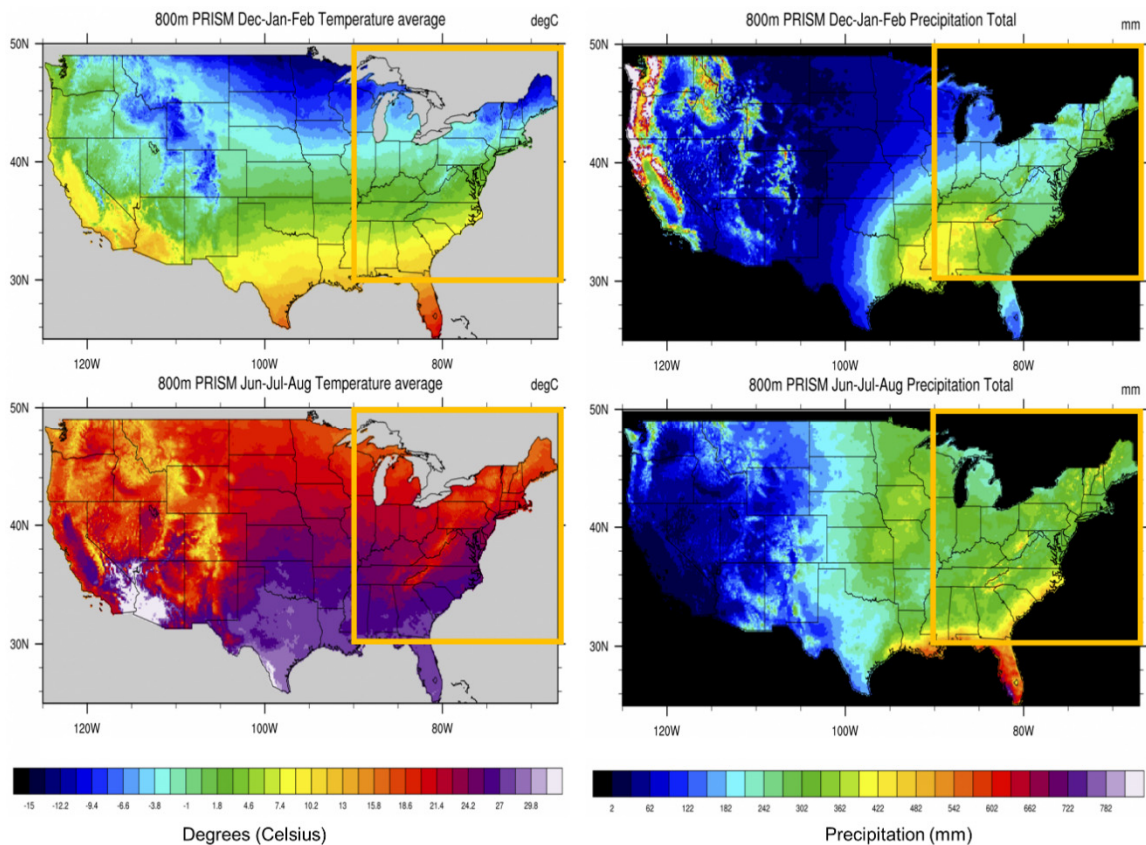 800m PRISM Dec-Jan-Feb Temperature average degC
50N
40N
30N
120W 100W 80W
800m PRISM Dec-Jan-Feb Precipitation Total mm
50N
40N
30N
120W 100W 80W
800m PRISM Jun-Jul-Aug Temperature average degC
50N
40N
30N
120W 100W 80W
800m PRISM Jun-Jul-Aug Precipitation Total mm
50N
40N
30N
120W 100W 80W
-15 -12.2 -9.4 -6.6 -3.8 -1 1.8 4.6 7.4 10.2 13 15.8 18.6 21.4 24.2 27 29.8
Degrees (Celsius)
2 62 122 182 242 302 362 422 482 542 602 662 722 782
Precipitation (mm)